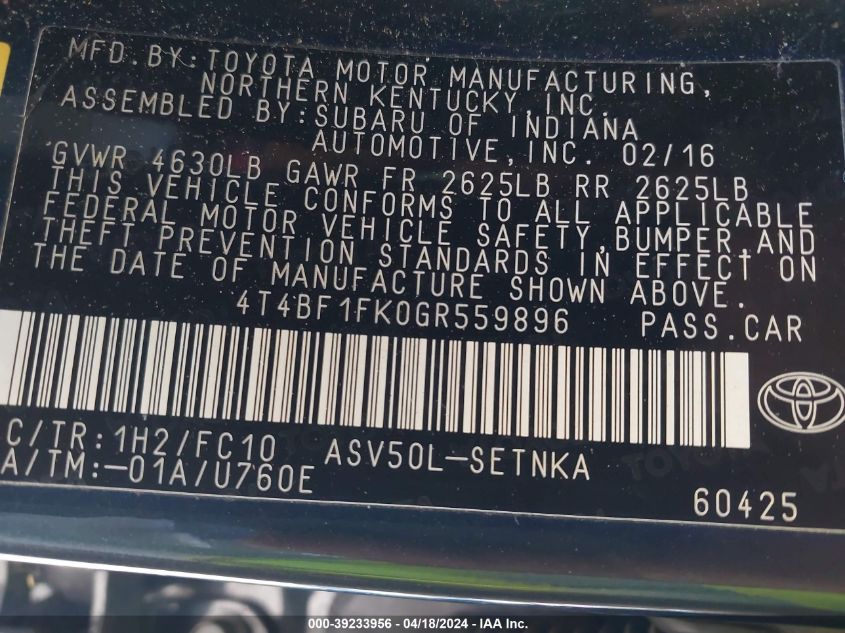 MFD. BY: TOYOTA MOTOR MANUFACTURING,
NORTHERN KENTUCKY, INC.
ASSEMBLED BY: SUBARU OF INDIANA
AUTOMOTIVE, INC. 02/16
GVWR 4630LB GAWR FR 2625LB RR 2625LB
THIS VEHICLE CONFORMS TO ALL APPLICABLE
FEDERAL MOTOR VEHICLE SAFETY, BUMPER, AND
THEFT PREVENTION STANDARDS IN EFFECT ON
THE DATE OF MANUFACTURE SHOWN ABOVE.
4T4BF1FK0GR559896 PASS.CAR
C/TR: 1H2/FC10 ASV50L-SETNKA
A/TM:-01A/U760E
60425
000-39233956 - 04/18/2024 - IAA Inc.